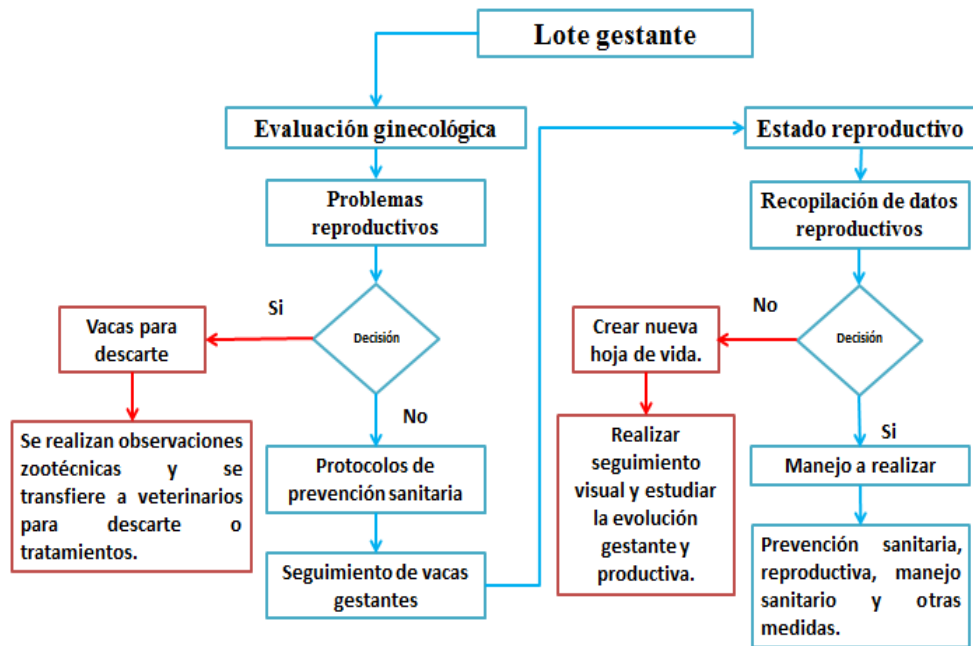 Lote gestante
Evaluación ginecológica
Problemas
reproductivos
Decisión
Si
Vacas para
descarte
Se realizan observaciones
zootécnicas y se
transfiere a veterinarios
para descarte o
tratamientos.
No
Protocolos de
prevención sanitaria
Seguimiento de vacas
gestantes
Estado reproductivo
Recopilación de datos
reproductivos
Decisión
No
Crear nueva
hoja de vida.
Realizar
seguimiento
visual y estudiar
la evolución
gestante y
productiva.
Si
Manejo a realizar
Prevención sanitaria,
reproductiva, manejo
sanitario y otras
medidas.